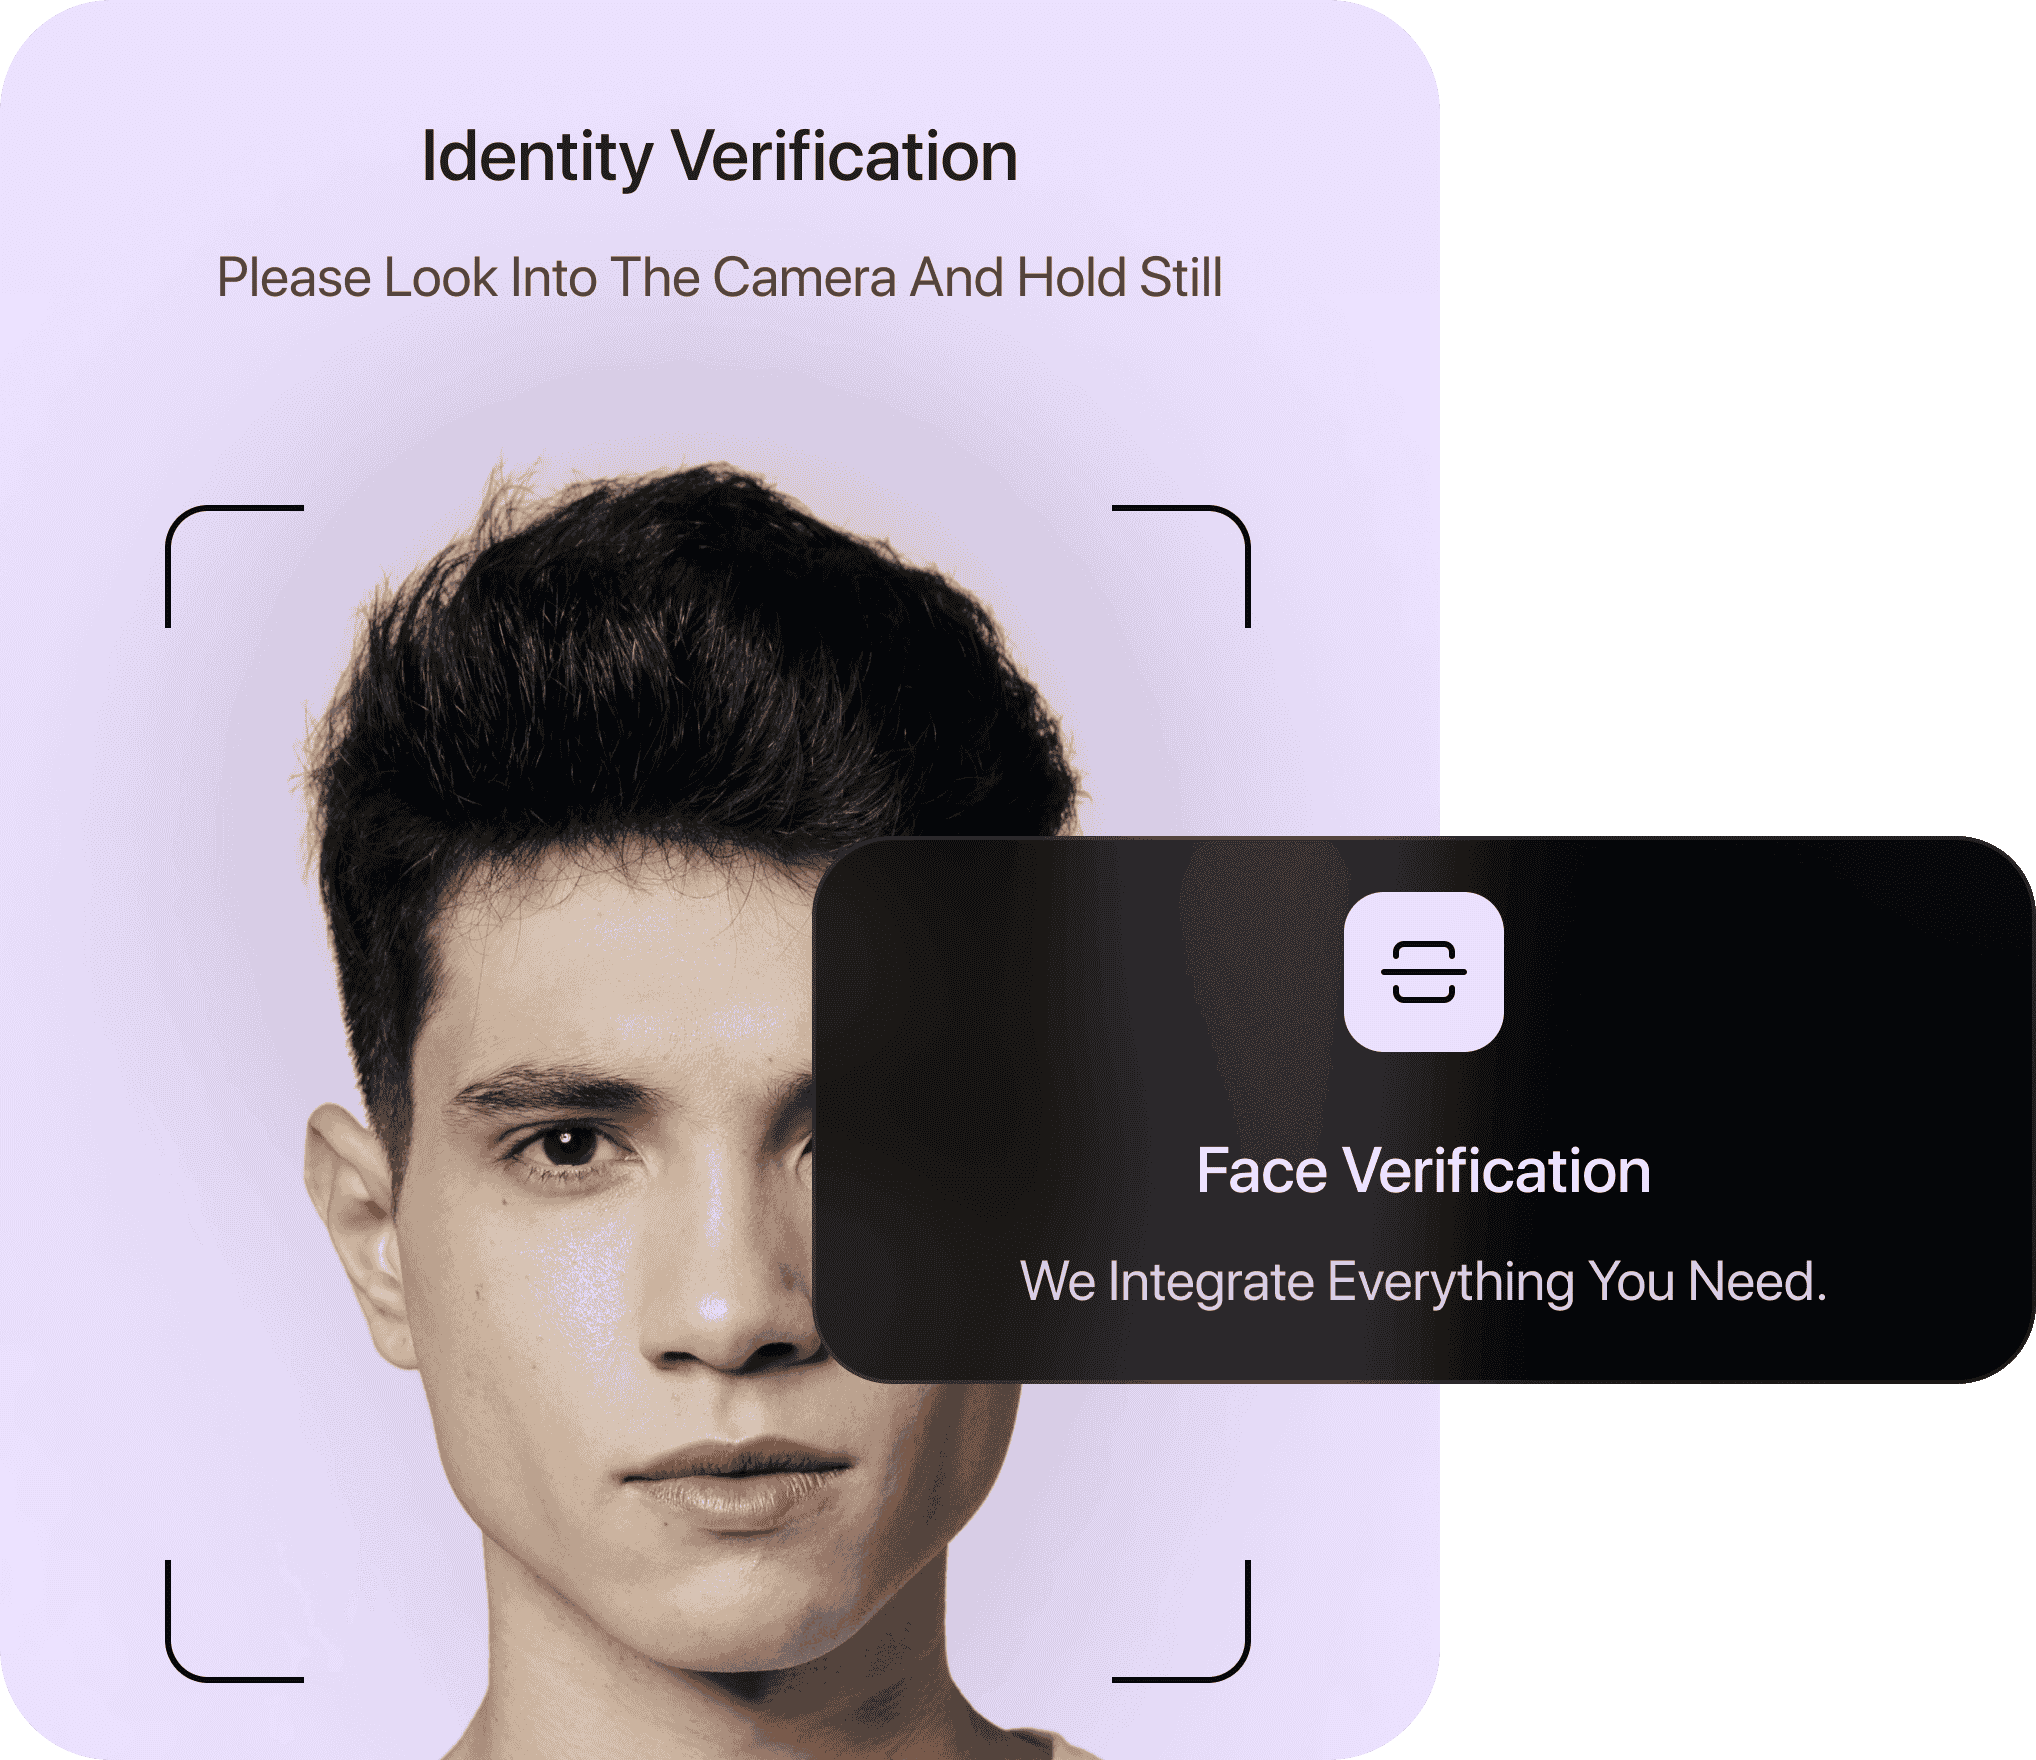 Identity Verification
Please Look Into The Camera And Hold Still
Face Verification
We Integrate Everything You Need.